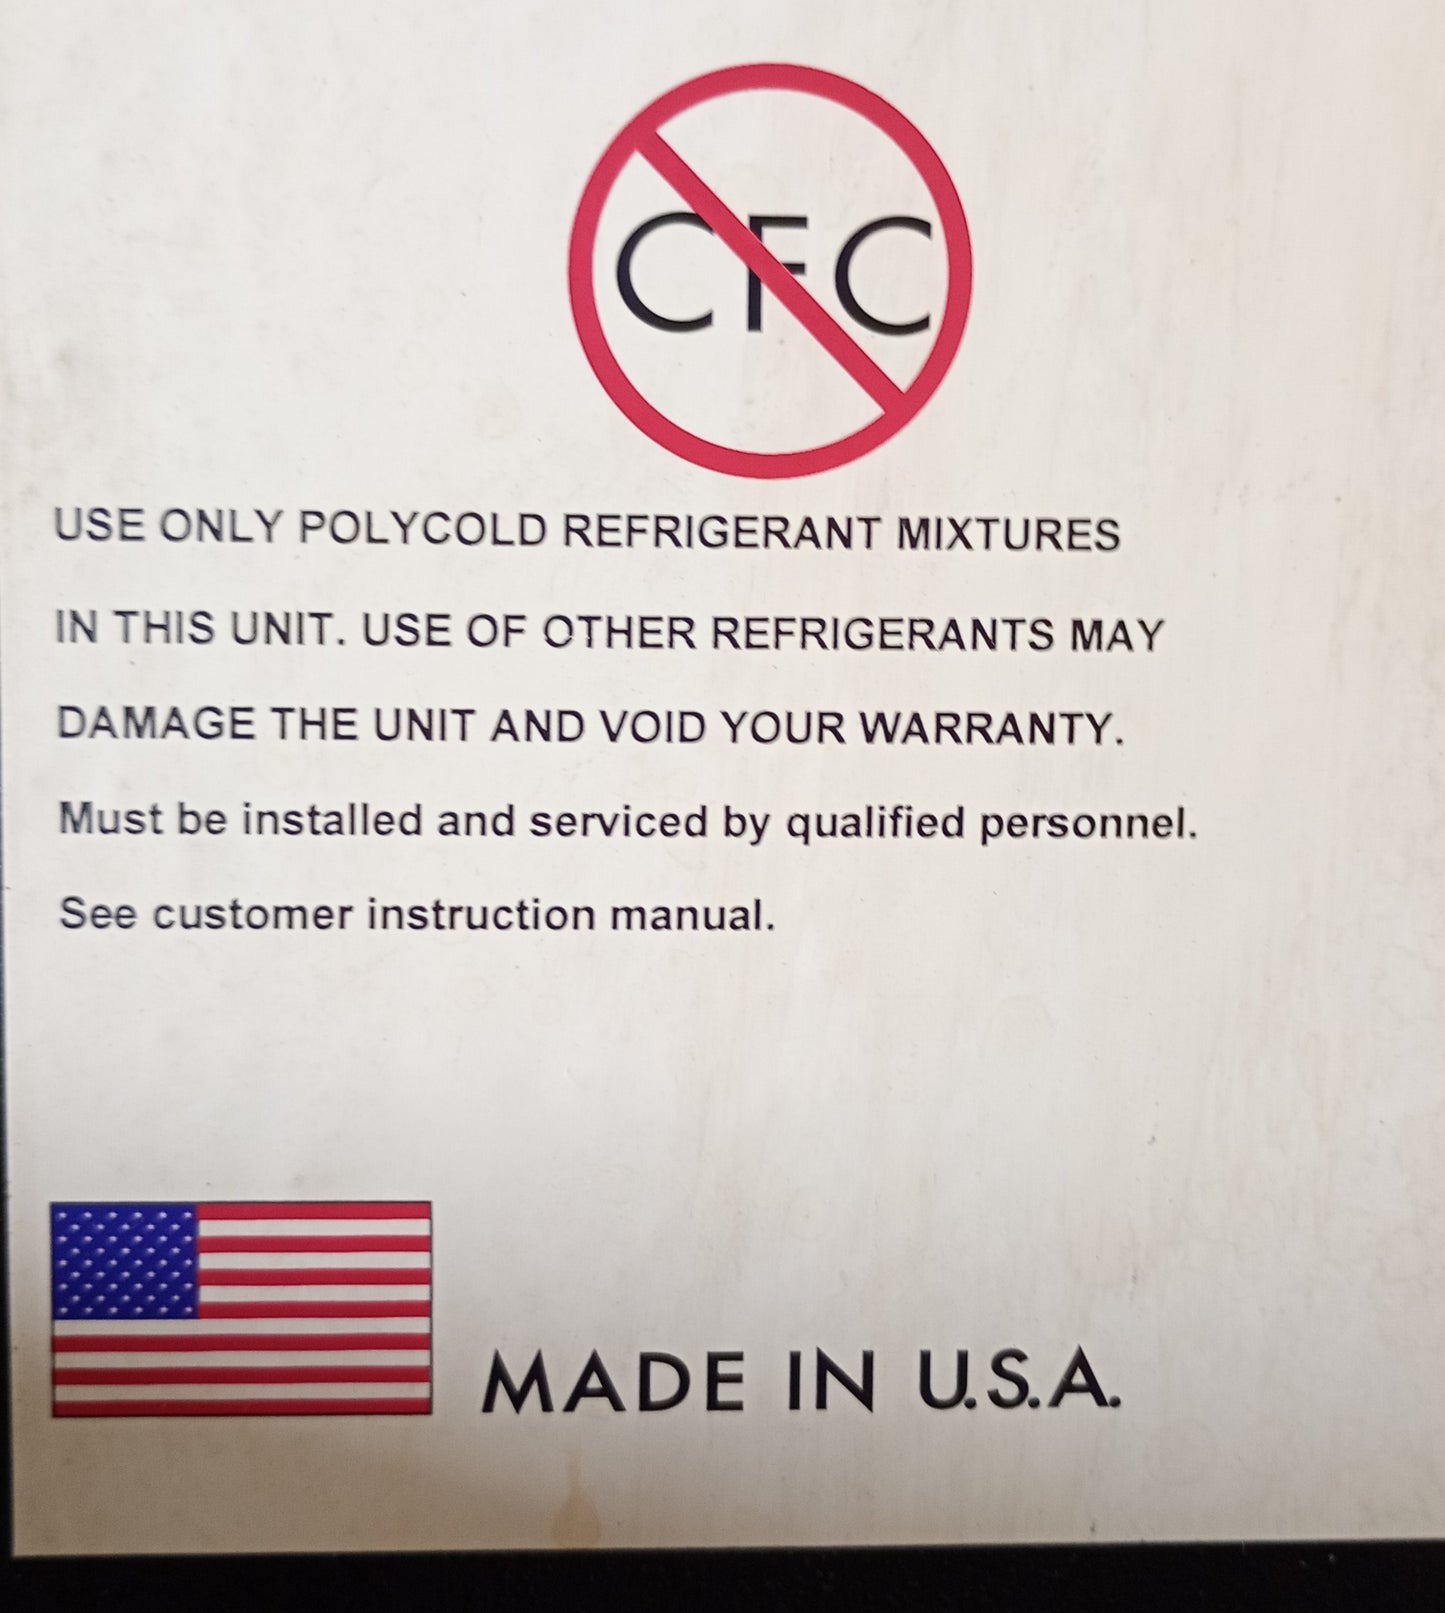 CFC
USE ONLY POLYCOLD REFRIGERANT MIXTURES
IN THIS UNIT. USE OF OTHER REFRIGERANTS MAY
DAMAGE THE UNIT AND VOID YOUR WARRANTY.
Must be installed and serviced by qualified personnel.
See customer instruction manual.
MADE IN U.S.A.